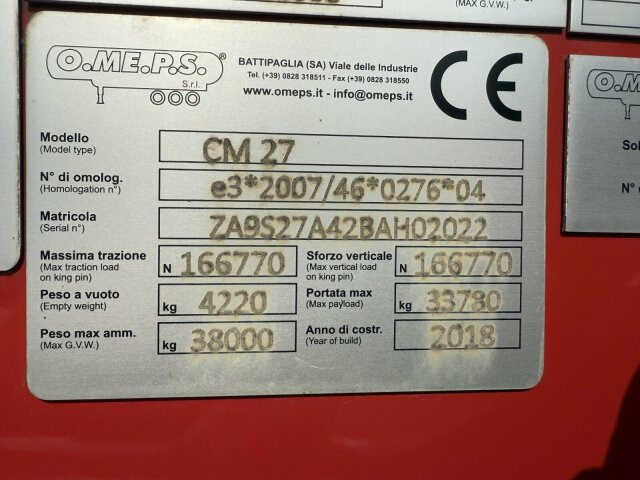 (MAX G.V.W.)
O.ME.P.S.®
S.r.l.
BATTIPAGLIA (SA) Viale delle Industrie
Tel. (+39) 0828 318511 - Fax (+39) 0828 318550
www.omeps.it - info@omeps.it
CE
Modello
(Model type)
CM 27
N° di omolog.
(Homologation n°)
e3*2007/46*0276*04
Matricola
(Serial n°)
ZA9S27A42BAH02022
Massima trazione
(Max traction load
on king pin)
N 166770
Sforzo verticale
(Max vertical load
on king pin)
N 166770
Peso a vuoto
(Empty weight)
kg 4220
Portata max
(Max payload)
kg 33780
Peso max amm.
(Max G.V.W.)
kg 38000
Anno di costr.
(Year of build)
2018
O.M
Sol
N°